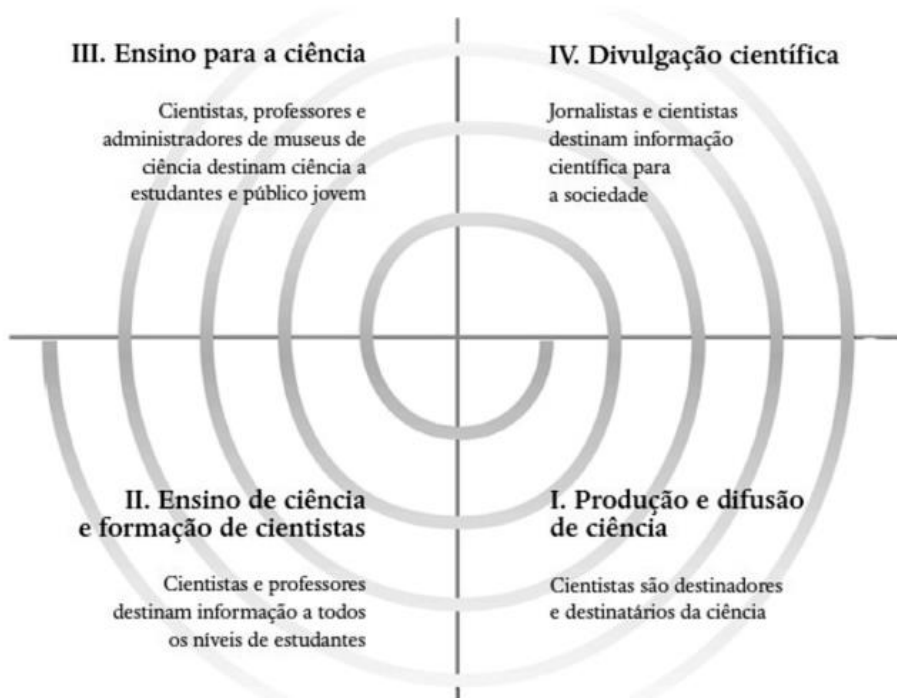 III. Ensino para a ciência
Cientistas, professores e
administradores de museus de
ciência destinam ciência a
estudantes e público jovem
IV. Divulgação científica
Jornalistas e cientistas
destinam informação
científica para
a sociedade
II. Ensino de ciência
e formação de cientistas
Cientistas e professores
destinam informação a todos
os níveis de estudantes
I. Produção e difusão
de ciência
Cientistas são destinadores
e destinatários da ciência